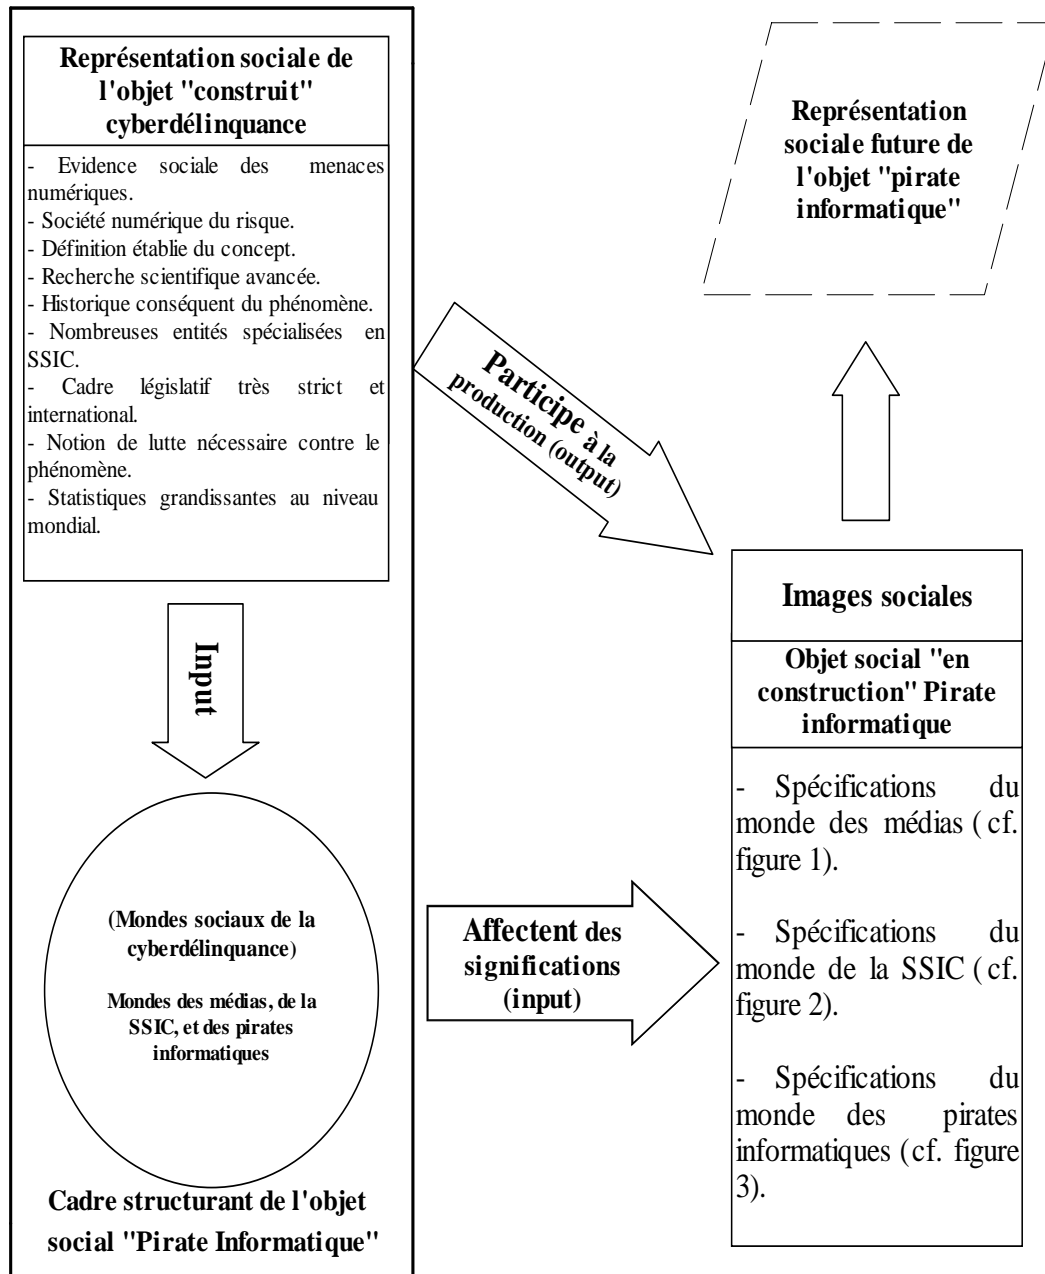 Représentation sociale de
l'objet "construit"
cyberdélinquance
- Evidence sociale des menaces
numériques.
- Société numérique du risque.
- Définition établie du concept.
- Recherche scientifique avancée.
- Historique conséquent du phénomène.
- Nombreuses entités spécialisées en
SSIC.
- Cadre législatif très strict et
international.
- Notion de lutte nécessaire contre le
phénomène.
- Statistiques grandissantes au niveau
mondial.
Input
(Mondes sociaux de la
cyberdélinquance)
Mondes des médias, de la
SSIC, et des pirates
informatiques
Cadre structurant de l'objet
social "Pirate Informatique"
Participe à la
production (output)
Affectent des
significations
(input)
Représentation
sociale future de
l'objet "pirate
informatique"
Images sociales
Objet social "en
construction" Pirate
informatique
- Spécifications du
monde des médias ( cf.
figure 1).
- Spécifications du
monde de la SSIC ( cf.
figure 2).
- Spécifications du
monde des pirates
informatiques ( cf. figure
3).